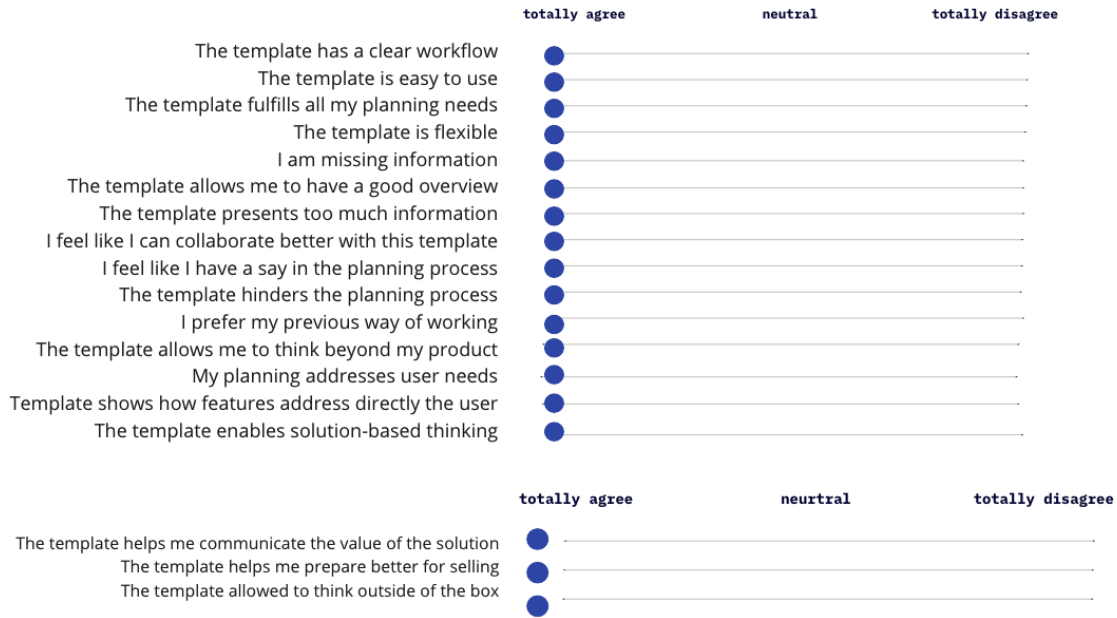 totally agree neutral totally disagree
The template has a clear workflow
The template is easy to use
The template fulfills all my planning needs
The template is flexible
I am missing information
The template allows me to have a good overview
The template presents too much information
I feel like I can collaborate better with this template
I feel like I have a say in the planning process
The template hinders the planning process
I prefer my previous way of working
The template allows me to think beyond my product
My planning addresses user needs
Template shows how features address directly the user
The template enables solution-based thinking
totally agree neurtral totally disagree
The template helps me communicate the value of the solution
The template helps me prepare better for selling
The template allowed to think outside of the box